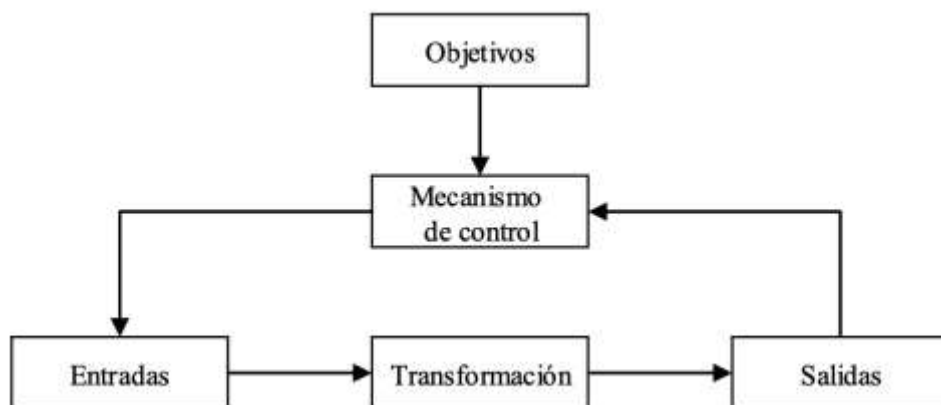 Objetivos
Mecanismo
de control
Entradas
Transformación
Salidas